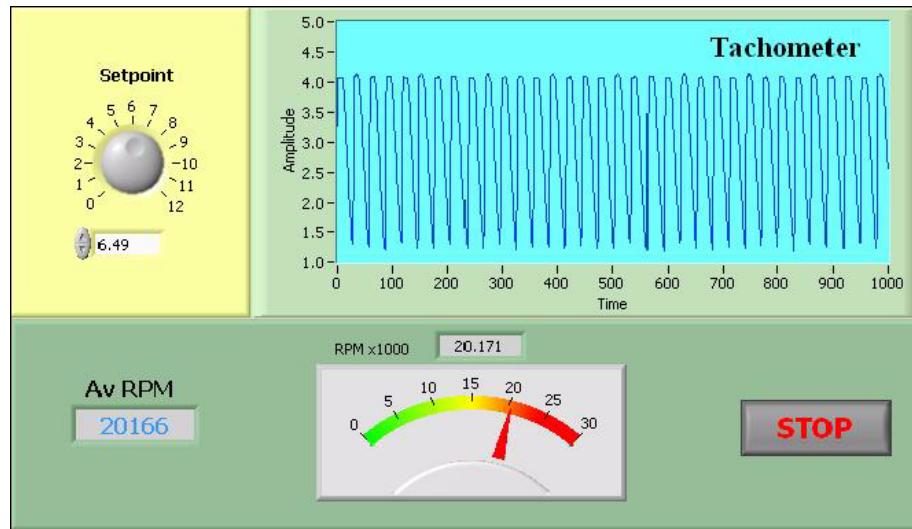 Setpoint
0 1 2 3 4 5 6 7 8 9 10 11 12
6.49
Tachometer
Amplitude
5.0
4.5
4.0
3.5
3.0
2.5
2.0
1.5
1.0
0 100 200 300 400 500 600 700 800 900 1000
Time
RPM x1000 20.171
0 5 10 15 20 25 30
Av RPM
20166
STOP